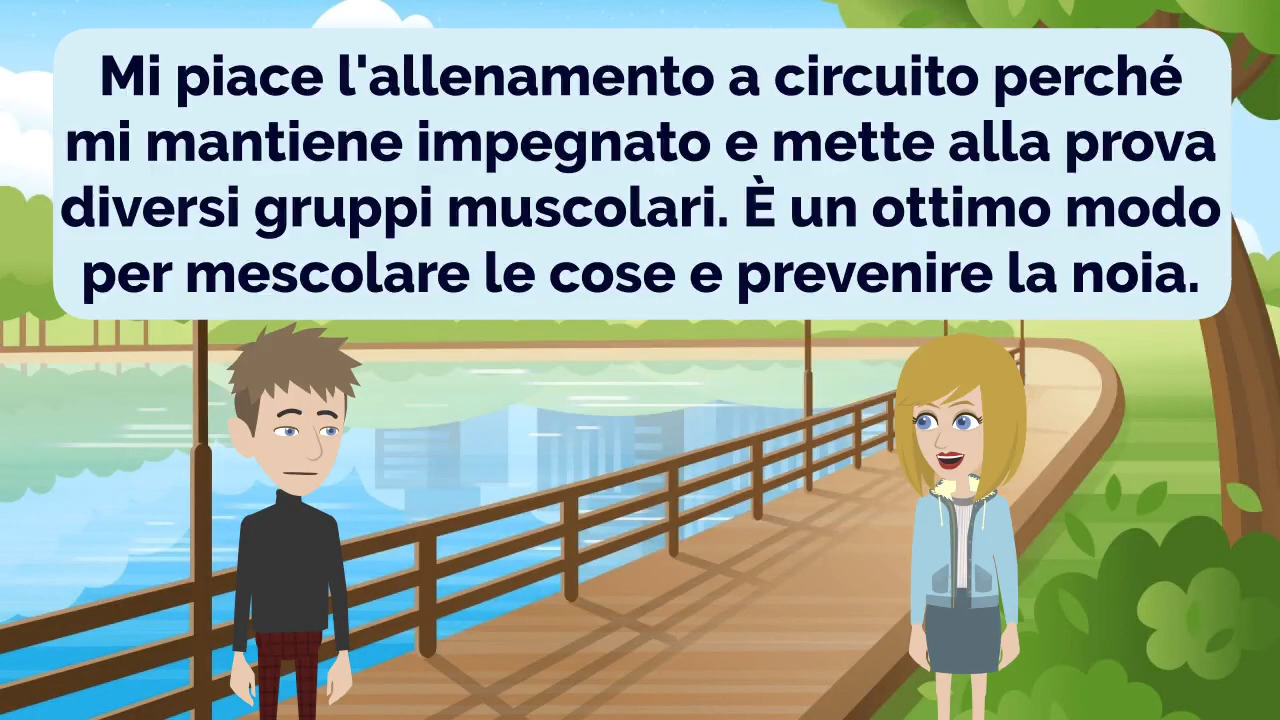 Mi piace l'allenamento a circuito perché
mi mantiene impegnato e mette alla prova
diversi gruppi muscolari. È un ottimo modo
per mescolare le cose e prevenire la noia.